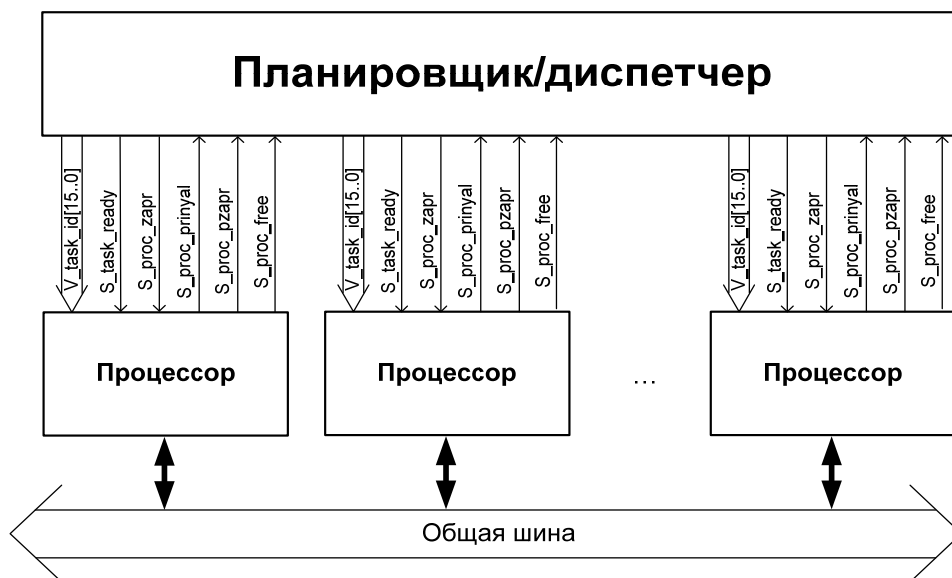 Планировщик/диспетчер
V_task_id[15..0]
S_task_ready
S_proc_zapr
S_proc_prinyal
S_proc_pzapr
S_proc_free
V_task_id[15..0]
S_task_ready
S_proc_zapr
S_proc_prinyal
S_proc_pzapr
S_proc_free
V_task_id[15..0]
S_task_ready
S_proc_zapr
S_proc_prinyal
S_proc_pzapr
S_proc_free
Процессор
Процессор
...
Процессор
Общая шина